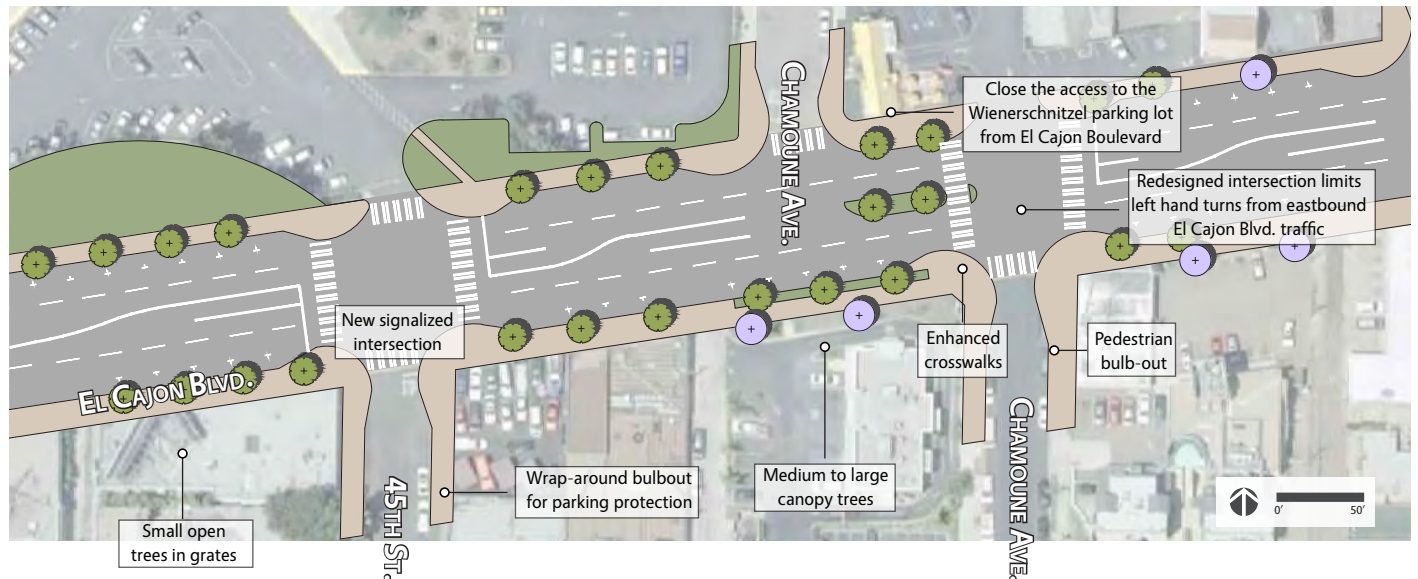 CHAMOUNE AVE.
Close the access to the
Wienerschnitzel parking lot
from El Cajon Boulevard
Redesigned intersection limits
left hand turns from eastbound
El Cajon Blvd. traffic
New signalized
intersection
Enhanced
crosswalks
Pedestrian
bulb-out
EL CAJON BLVD.
Wrap-around bulbout
for parking protection
Medium to large
canopy trees
Small open
trees in grates
45TH ST.
CHAMOUNE AVE.
0’ 50’